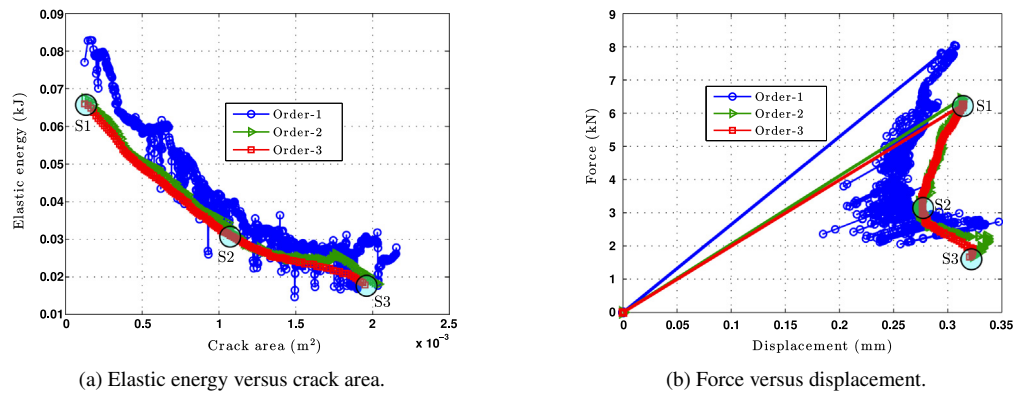 0.09
0.08
0.07
0.06
0.05
0.04
0.03
0.02
0.01
Elastic energy (kJ)
Order-1
Order-2
Order-3
S1
S2
S3
0
0.5
1
1.5
2
2.5
Crack area (m²)
x 10⁻³
(a) Elastic energy versus crack area.
9
8
7
6
5
4
3
2
1
0
Force (kN)
Order-1
Order-2
Order-3
S1
S2
S3
0
0.05
0.1
0.15
0.2
0.25
0.3
0.35
Displacement (mm)
(b) Force versus displacement.